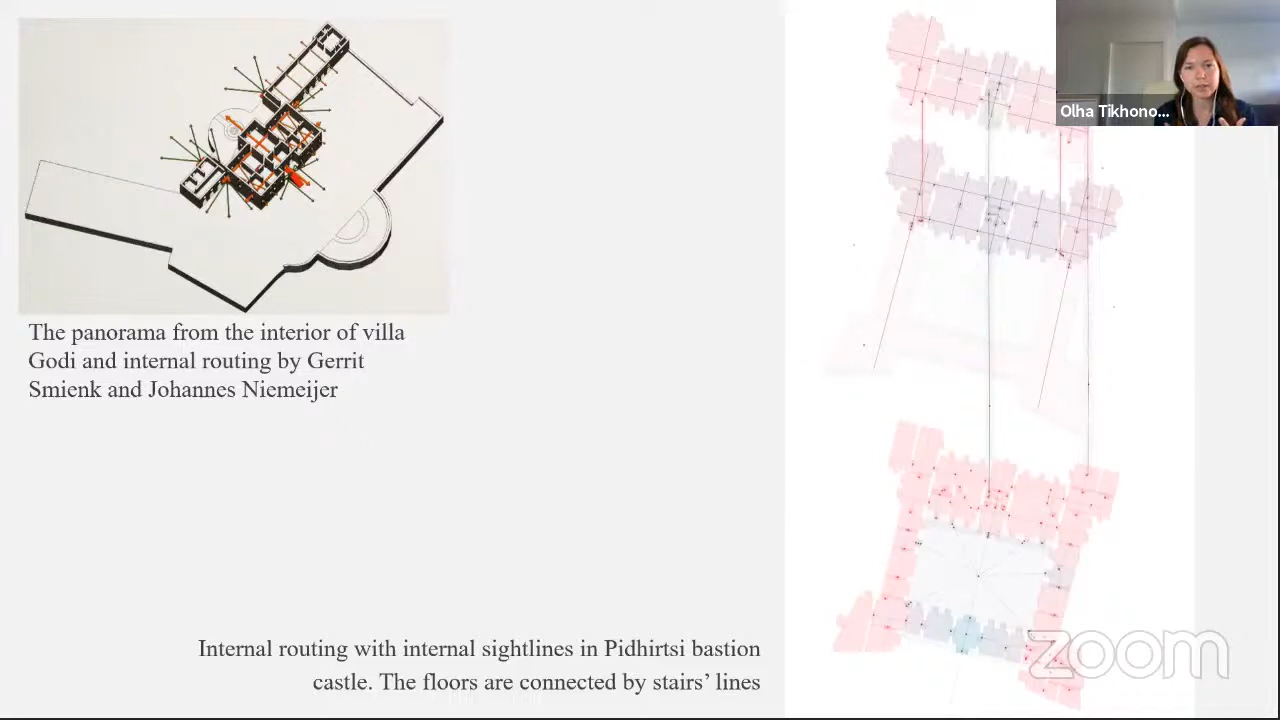 Olha Tikhono...
The panorama from the interior of villa
Godi and internal routing by Gerrit
Smienk and Johannes Niemeijer
Internal routing with internal sightlines in Pidhirtsi bastion
castle. The floors are connected by stairs’ lines
zoom